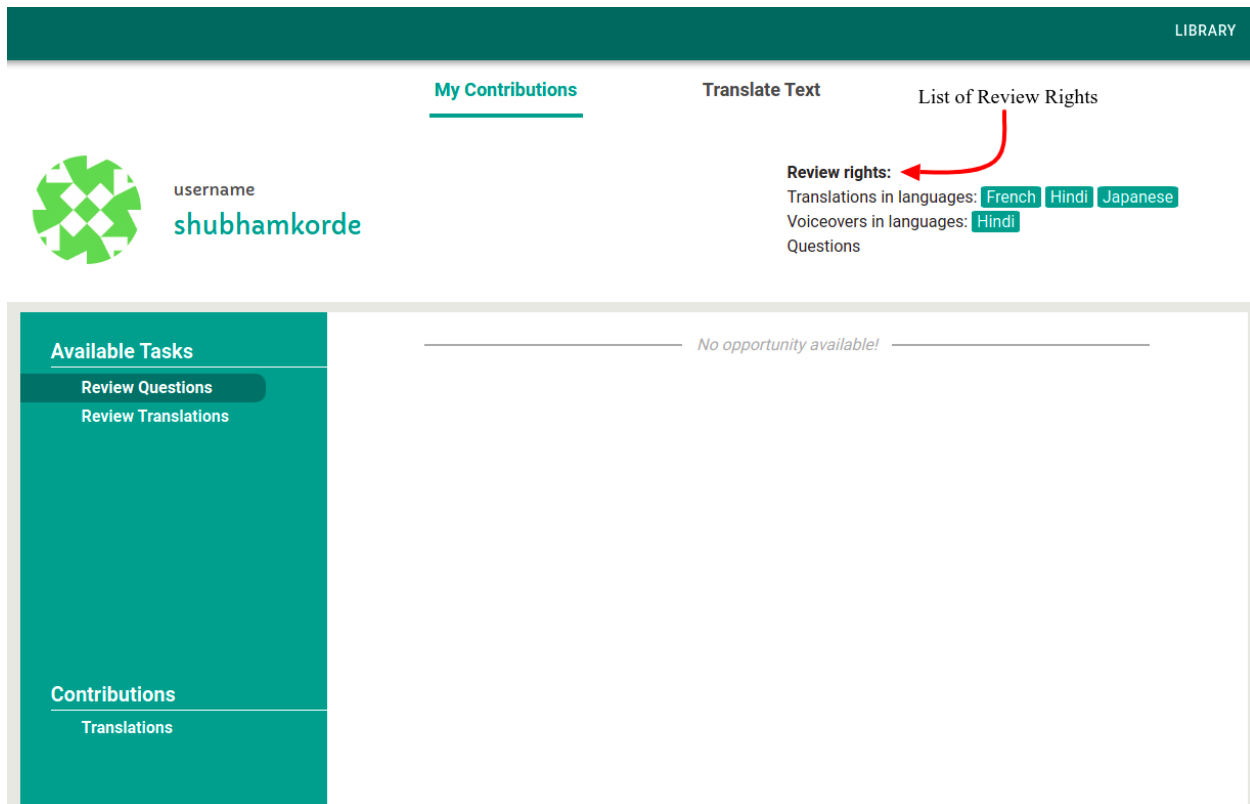 LIBRARY
My Contributions
Translate Text
List of Review Rights
username
shubhamkorde
Review rights:
Translations in languages: French Hindi Japanese
Voiceovers in languages: Hindi
Questions
Available Tasks
Review Questions
Review Translations
No opportunity available!
Contributions
Translations